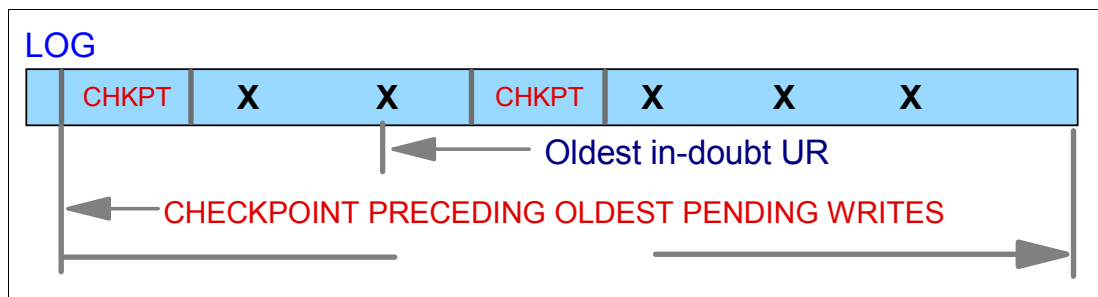 LOG
CHKPT X X CHKPT X X X
Oldest in-doubt UR
CHECKPOINT PRECEDING OLDEST PENDING WRITES